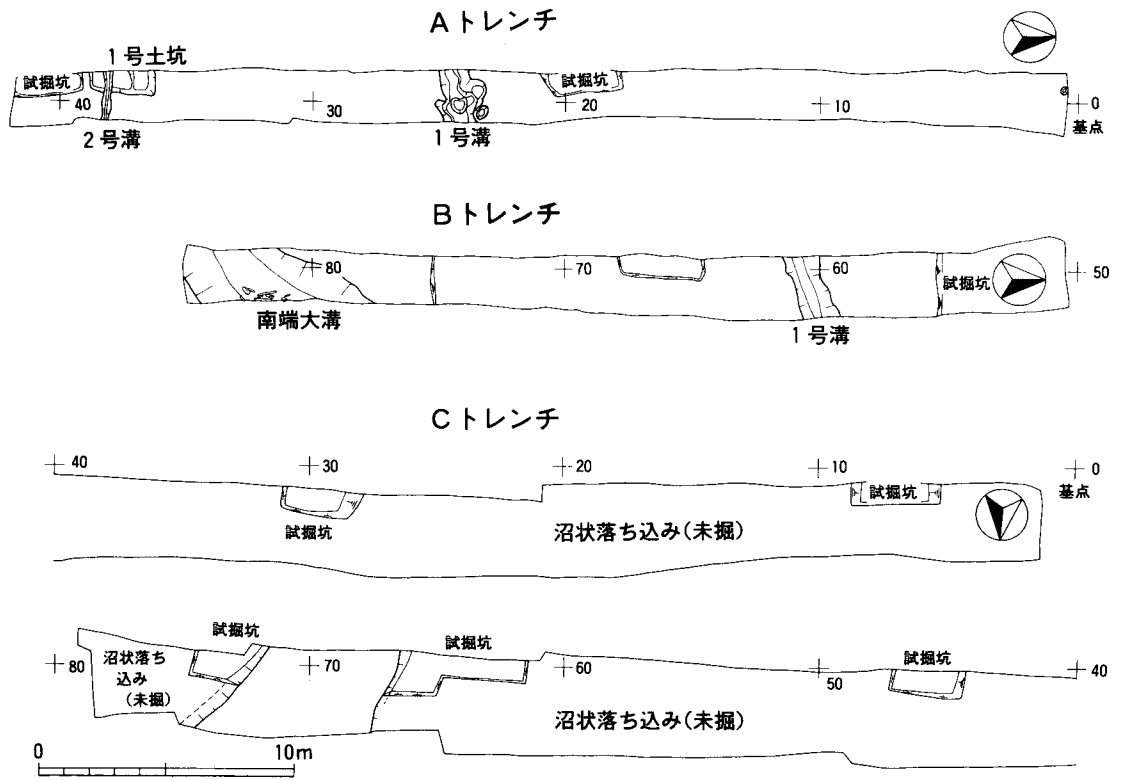 Aトレンチ
1号土坑
試掘坑
試掘坑
40
30
20
10
0
基点
2号溝
1号溝
Bトレンチ
80
70
60
50
試掘坑
南端大溝
1号溝
Cトレンチ
40
30
20
10
0
試掘坑
基点
試掘坑
沼状落ち込み(未掘)
試掘坑
試掘坑
試掘坑
80
沼状落ち
込み
(未掘)
70
60
50
40
沼状落ち込み(未掘)
0
10m